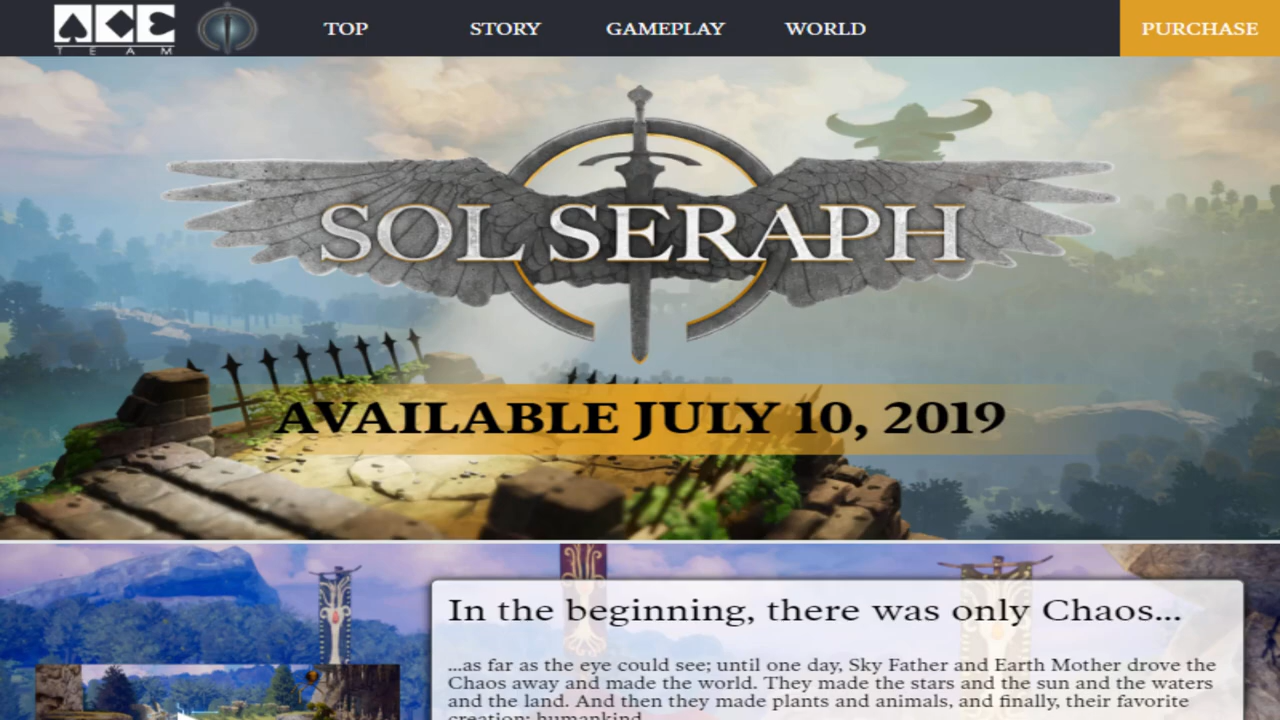 ACE
TEAM
TOP
STORY
GAMEPLAY
WORLD
PURCHASE
SOL SERAPH
AVAILABLE JULY 10, 2019
In the beginning, there was only Chaos...
...as far as the eye could see; until one day, Sky Father and Earth Mother drove the
Chaos away and made the world. They made the stars and the sun and the waters
and the land. And then they made plants and animals, and finally, their favorite
creation: humankind